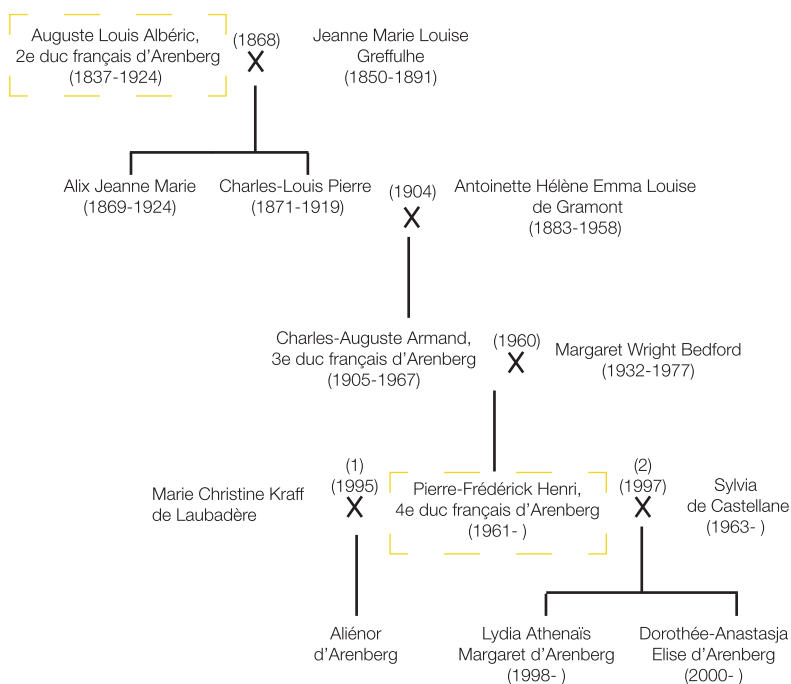 Auguste Louis Albéric,
2e duc français d’Arenberg
(1837-1924)
(1868)
X
Jeanne Marie Louise
Greffulhe
(1850-1891)
Alix Jeanne Marie
(1869-1924)
Charles-Louis Pierre
(1871-1919)
(1904)
X
Antoinette Hélène Emma Louise
de Gramont
(1883-1958)
Charles-Auguste Armand,
3e duc français d’Arenberg
(1905-1967)
(1960)
X
Margaret Wright Bedford
(1932-1977)
Marie Christine Kraff
de Laubadère
(1)
(1995)
X
Pierre-Frédérick Henri,
4e duc français d’Arenberg
(1961- )
(2)
(1997)
X
Sylvia
de Castellane
(1963- )
Aliénor
d’Arenberg
Lydia Athenaïs
Margaret d’Arenberg
(1998- )
Dorothée-Anastasja
Elise d’Arenberg
(2000- )